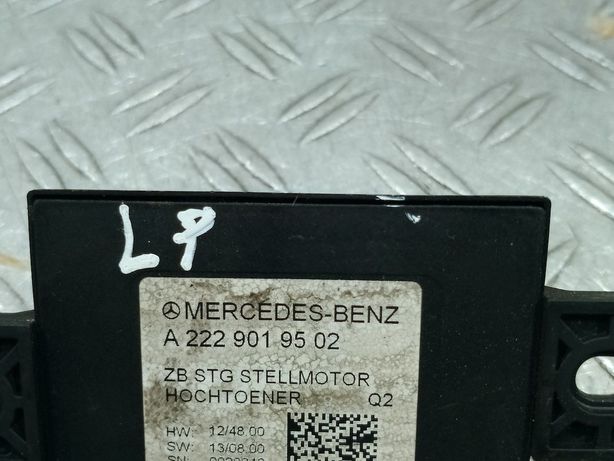 LP
MERCEDES-BENZ
A 222 901 95 02
ZB STG STELLMOTOR
HOCHTOENER Q2
HW: 12/48.00
SW: 13/08.00
SN: